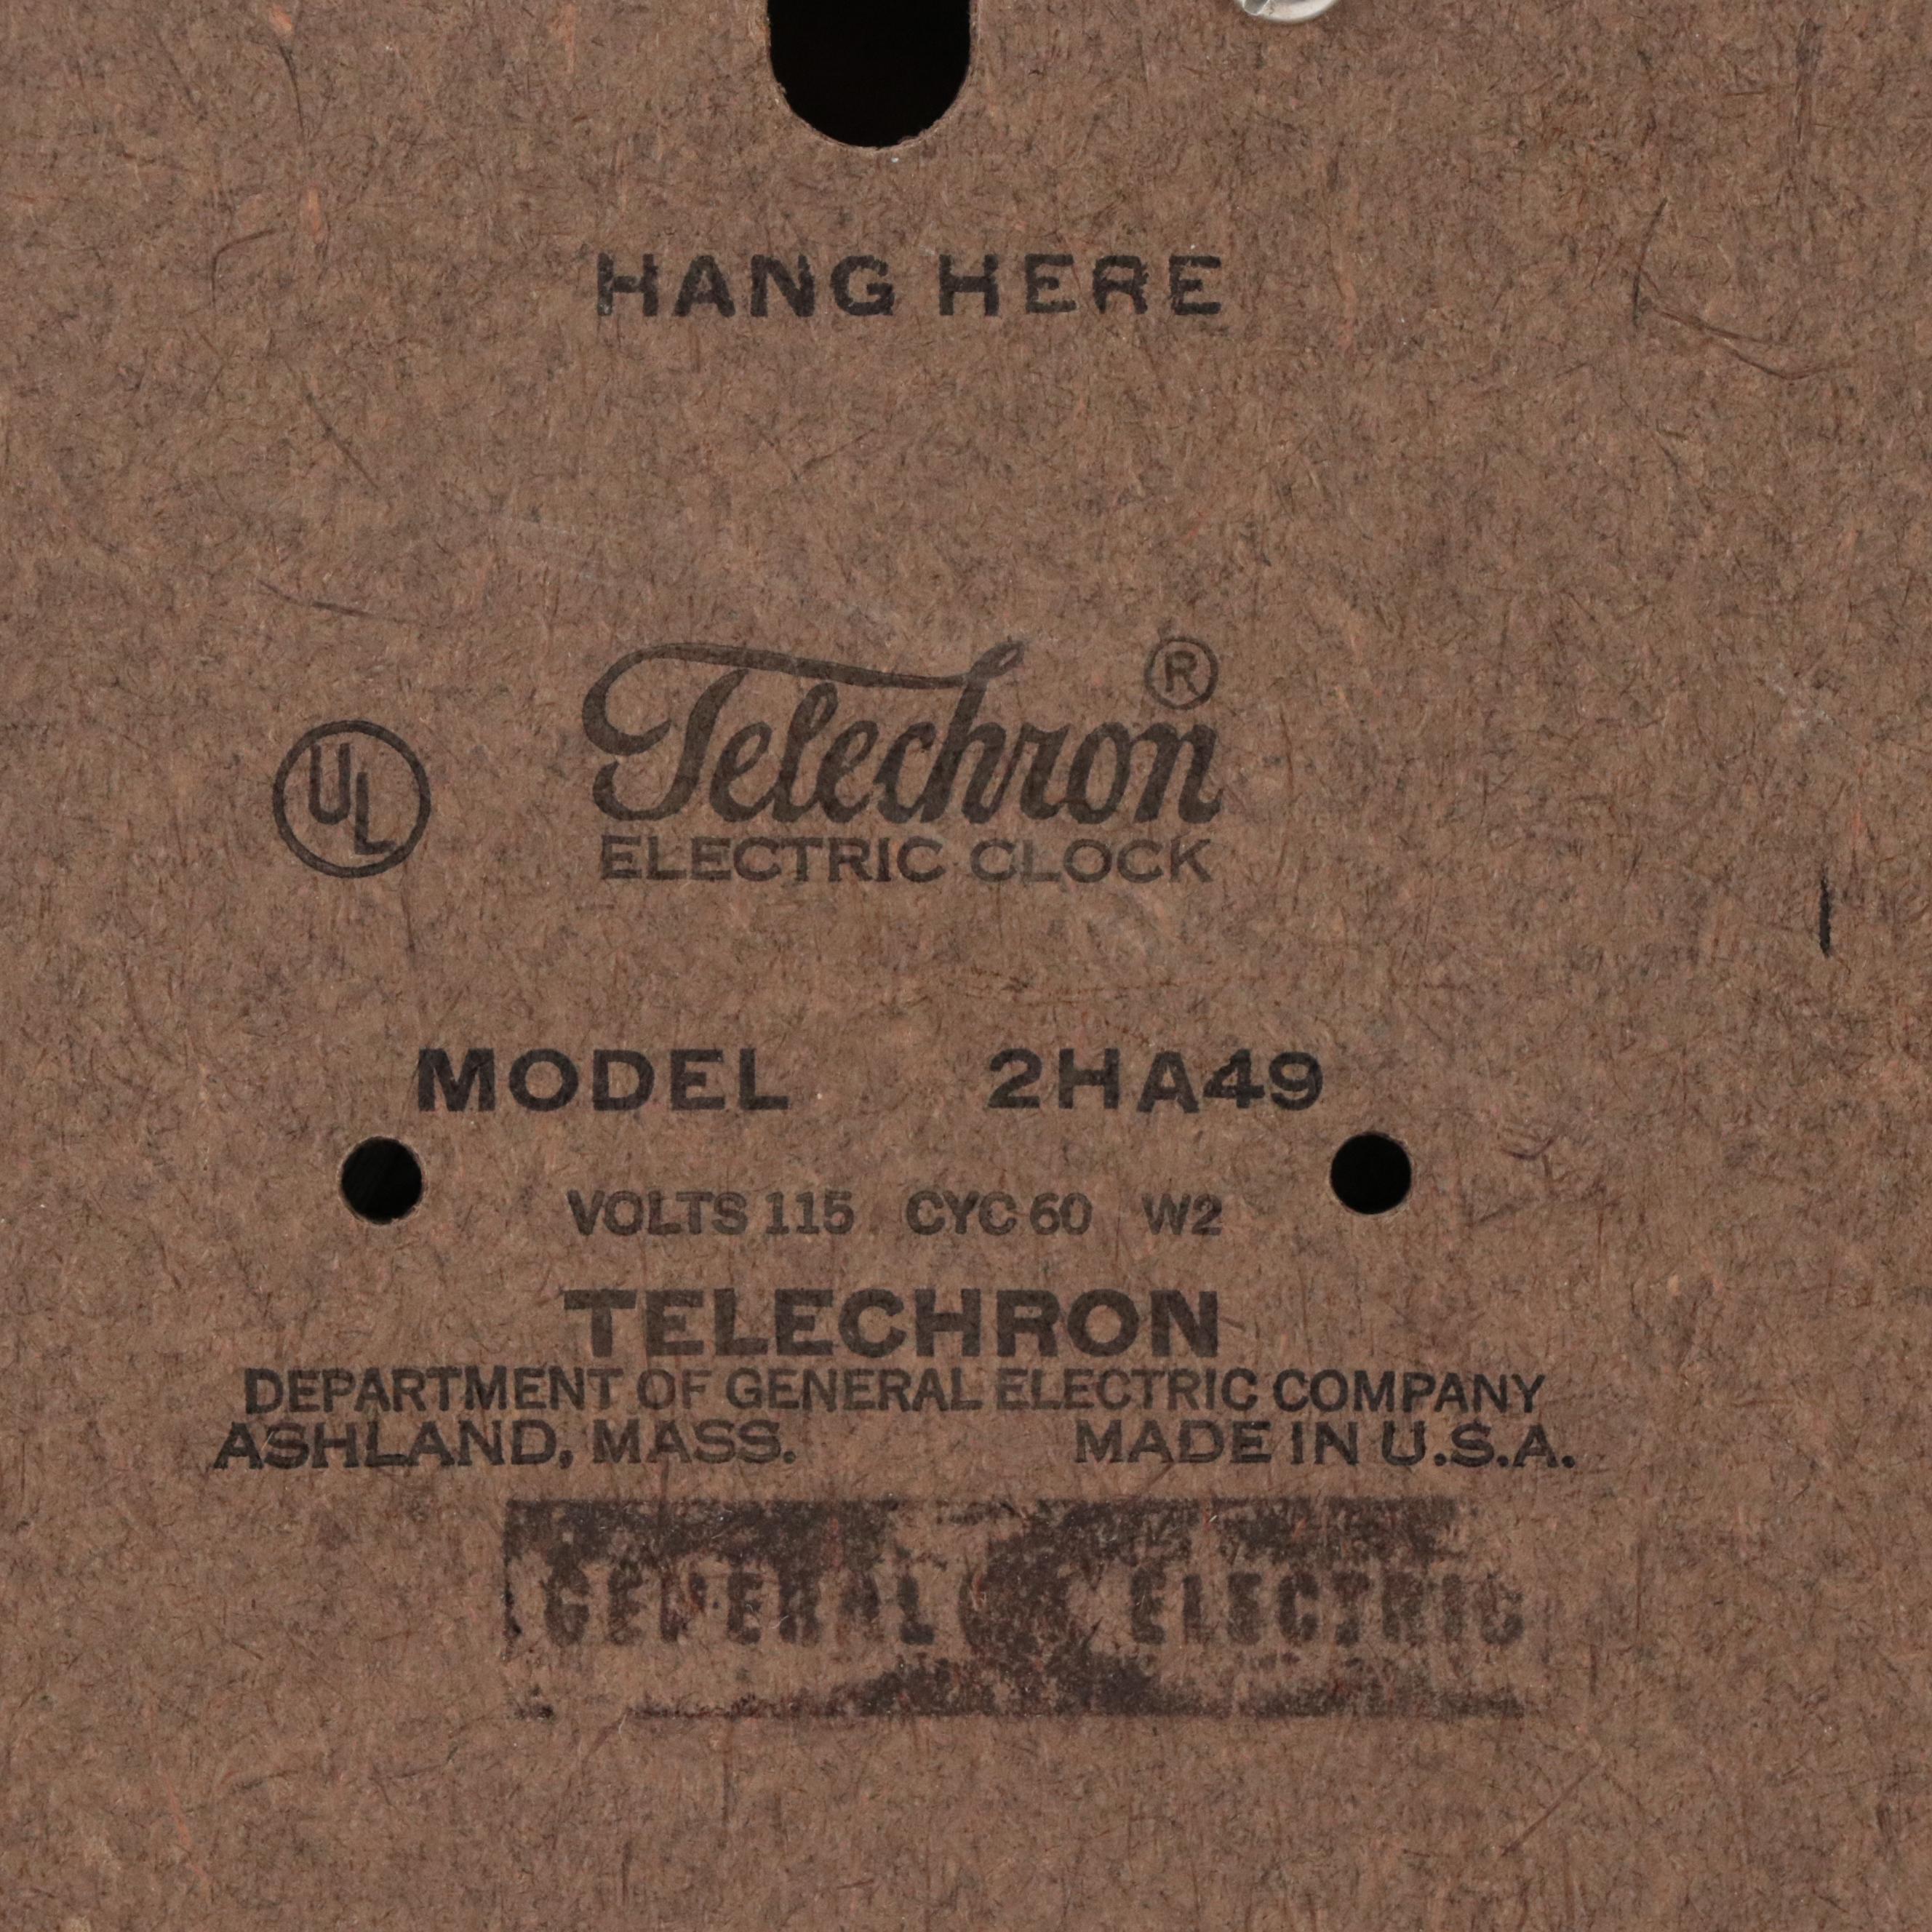 HANG HERE
UL
Telechron ®
ELECTRIC CLOCK
MODEL 2HA49
VOLTS 115 CYC 60 W2
TELECHRON
DEPARTMENT OF GENERAL ELECTRIC COMPANY
ASHLAND, MASS. MADE IN U.S.A.
GENERAL ELECTRIC